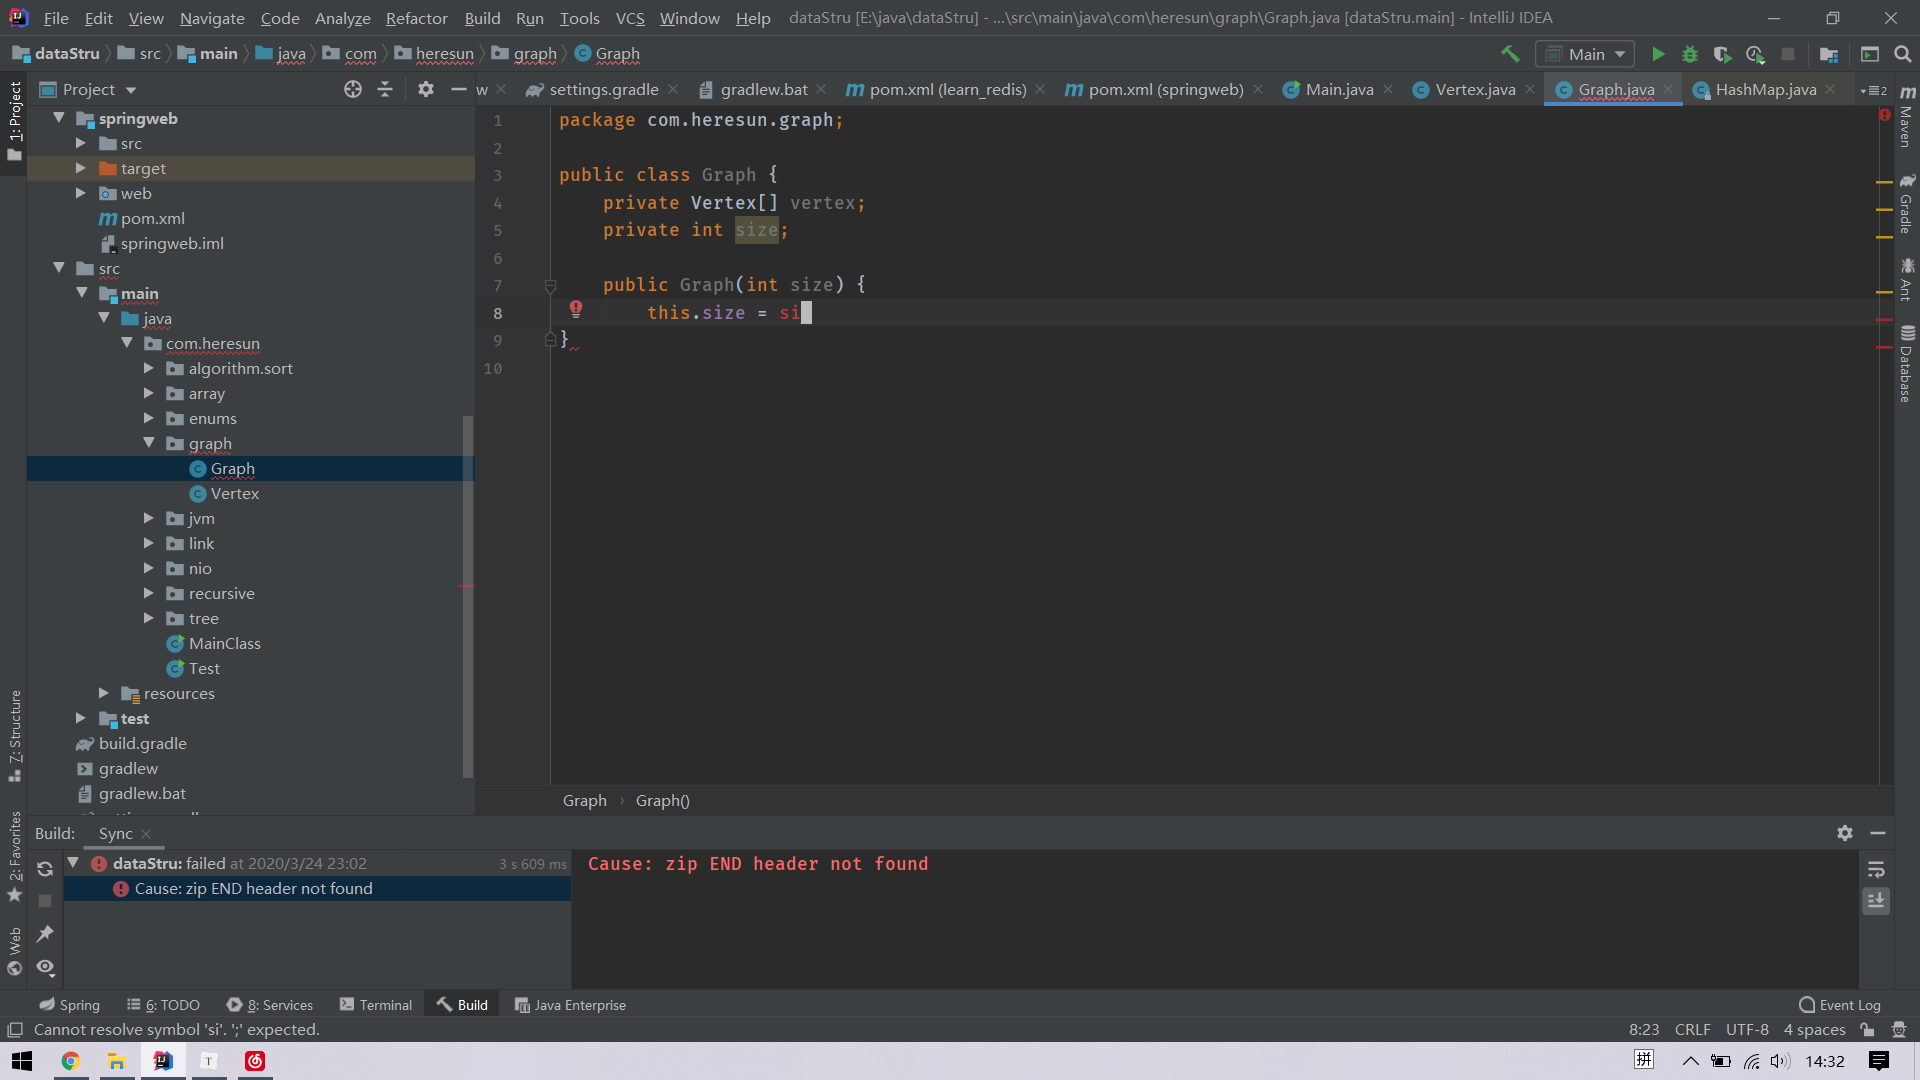 File Edit View Navigate Code Analyze Refactor Build Run Tools VCS Window Help dataStru [E:\java\dataStru] - ...\src\main\java\com\heresun\graph\Graph.java [dataStru.main] - IntelliJ IDEA
dataStru src main java com heresun graph Graph Main
Project w settings.gradle gradlew.bat pom.xml (learn_redis) pom.xml (springweb) Main.java Vertex.java Graph.java HashMap.java 2
1: Project
7: Structure
2: Favorites
Web
springweb
src
target
web
pom.xml
springweb.iml
src
main
java
com.heresun
algorithm.sort
array
enums
graph
Graph
Vertex
jvm
link
nio
recursive
tree
MainClass
Test
resources
test
build.gradle
gradlew
gradlew.bat
1 package com.heresun.graph;
2
3 public class Graph {
4 private Vertex[] vertex;
5 private int size;
6
7 public Graph(int size) {
8 this.size = si
9 }
10
Graph Graph()
Maven
Gradle
Ant
Database
Build: Sync
dataStru: failed at 2020/3/24 23:02 3 s 609 ms
Cause: zip END header not found
Cause: zip END header not found
Spring 6: TODO 8: Services Terminal Build Java Enterprise Event Log
Cannot resolve symbol 'si'. ';' expected. 8:23 CRLF UTF-8 4 spaces
拼 14:32